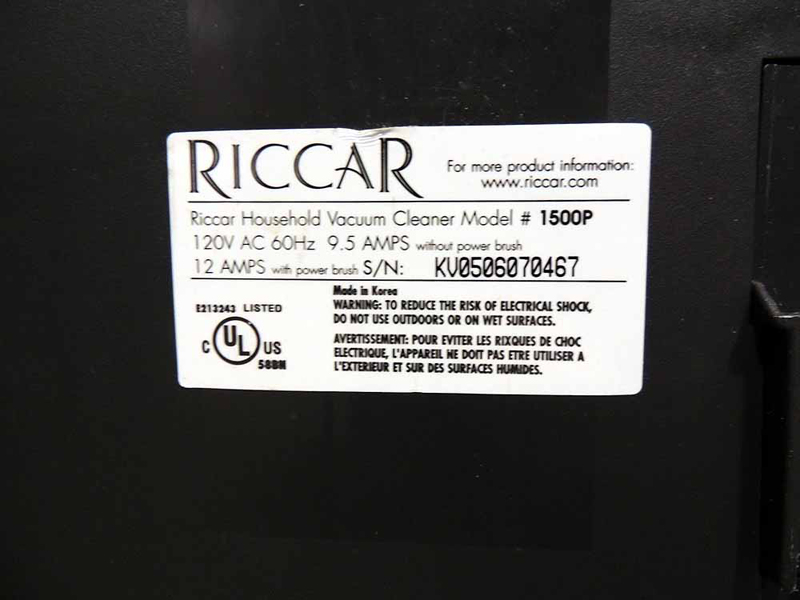 RICCAR
For more product information:
www.riccar.com
Riccar Household Vacuum Cleaner Model # 1500P
120V AC 60Hz 9.5 AMPS without power brush
12 AMPS with power brush S/N: KV0506070467
E213243 LISTED
C UL US
58BN
Made in Korea
WARNING: TO REDUCE THE RISK OF ELECTRICAL SHOCK,
DO NOT USE OUTDOORS OR ON WET SURFACES.
AVERTISSEMENT: POUR EVITER LES RIXQUES DE CHOC
ELECTRIQUE, L'APPAREIL NE DOIT PAS ETRE UTILISER A
L'EXTERIEUR ET SUR DES SURFACES HUMIDES.